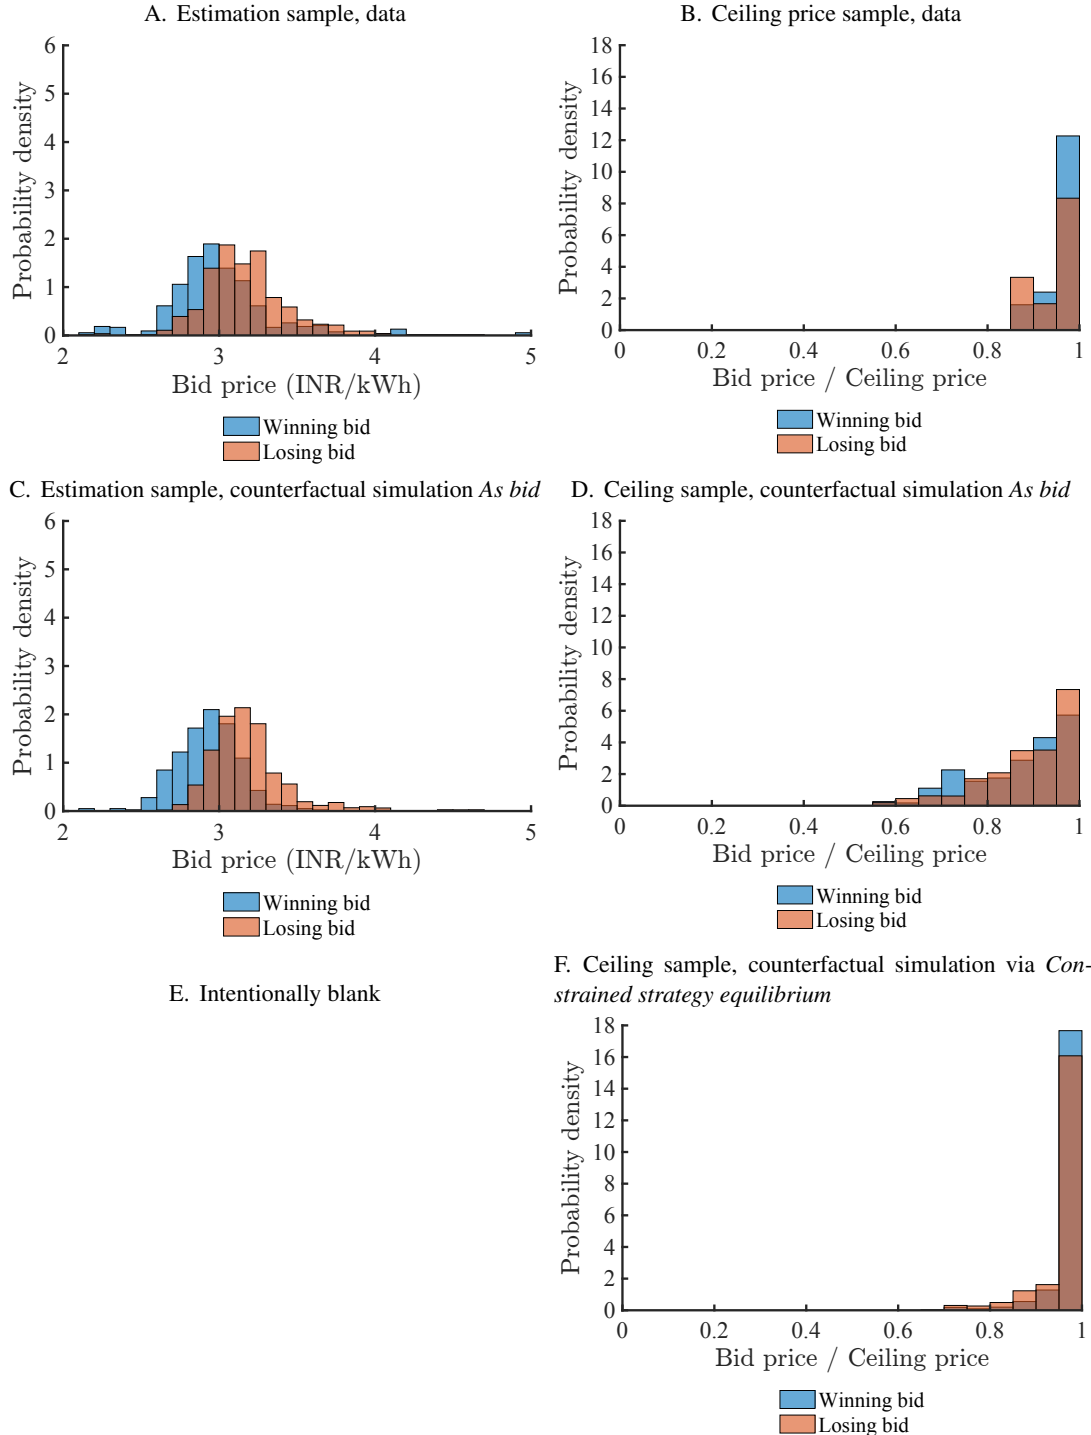 A. Estimation sample, data
6
5
4
3
2
1
0
Probability density
2 3 4 5
Bid price (INR/kWh)
Winning bid
Losing bid
B. Ceiling price sample, data
18
16
14
12
10
8
6
4
2
0
Probability density
0 0.2 0.4 0.6 0.8 1
Bid price / Ceiling price
Winning bid
Losing bid
C. Estimation sample, counterfactual simulation As bid
6
5
4
3
2
1
0
Probability density
2 3 4 5
Bid price (INR/kWh)
Winning bid
Losing bid
D. Ceiling sample, counterfactual simulation As bid
18
16
14
12
10
8
6
4
2
0
Probability density
0 0.2 0.4 0.6 0.8 1
Bid price / Ceiling price
Winning bid
Losing bid
E. Intentionally blank
F. Ceiling sample, counterfactual simulation via Con-
strained strategy equilibrium
18
16
14
12
10
8
6
4
2
0
Probability density
0 0.2 0.4 0.6 0.8 1
Bid price / Ceiling price
Winning bid
Losing bid